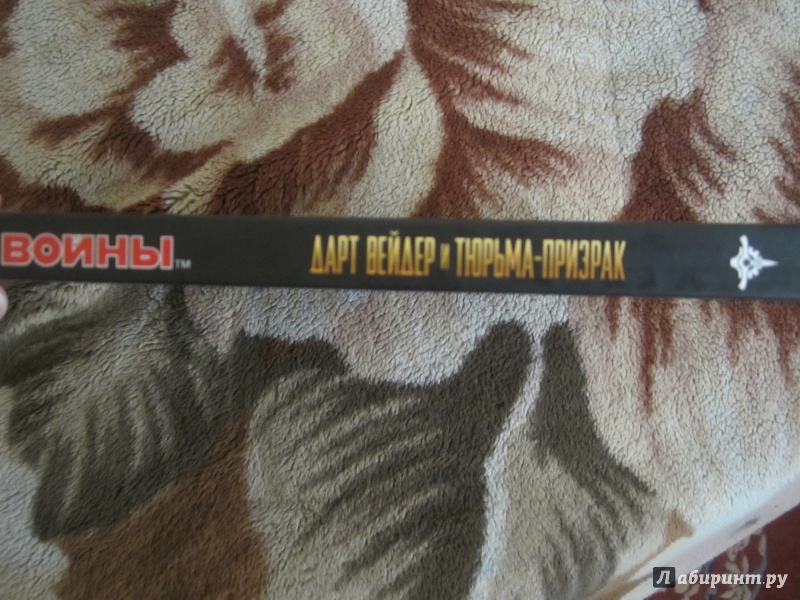 ВОЙНЫ™
ДАРТ ВЕЙДЕР и ТЮРЬМА-ПРИЗРАК
Лабиринт.ру